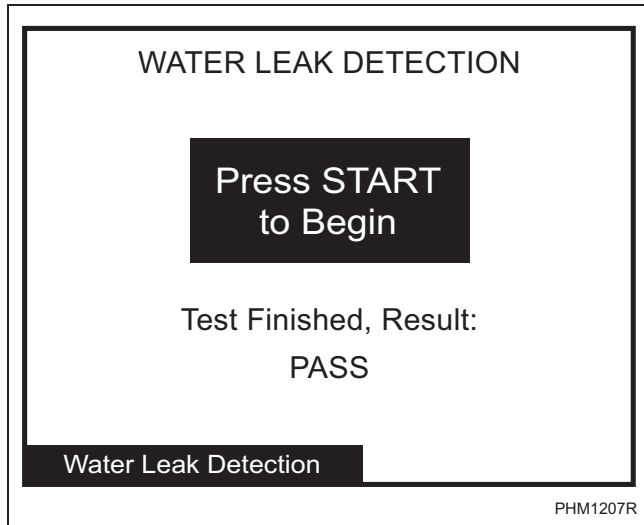 WATER LEAK DETECTION
Press START
to Begin
Test Finished, Result:
PASS
Water Leak Detection
PHM1207R